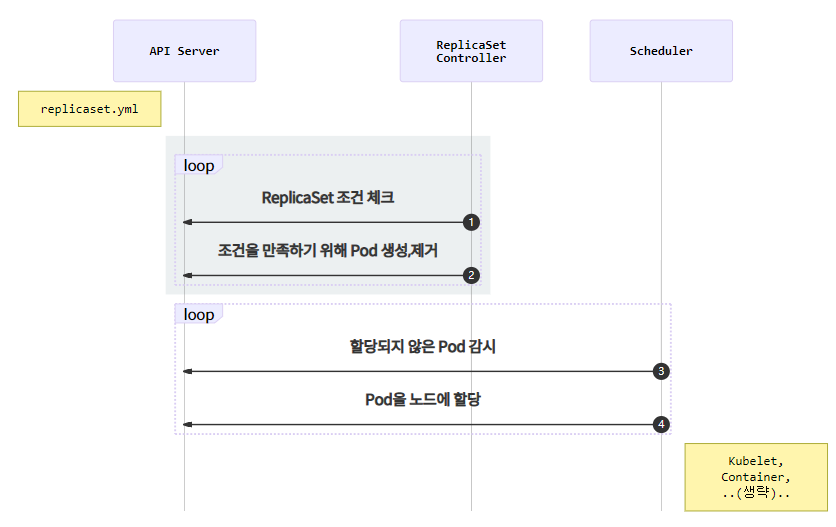 API Server
ReplicaSet
Controller
Scheduler
replicaset.yml
loop
ReplicaSet 조건 체크
1
조건을 만족하기 위해 Pod 생성,제거
2
loop
할당되지 않은 Pod 감시
3
Pod을 노드에 할당
4
Kubelet,
Container,
..(생략)..